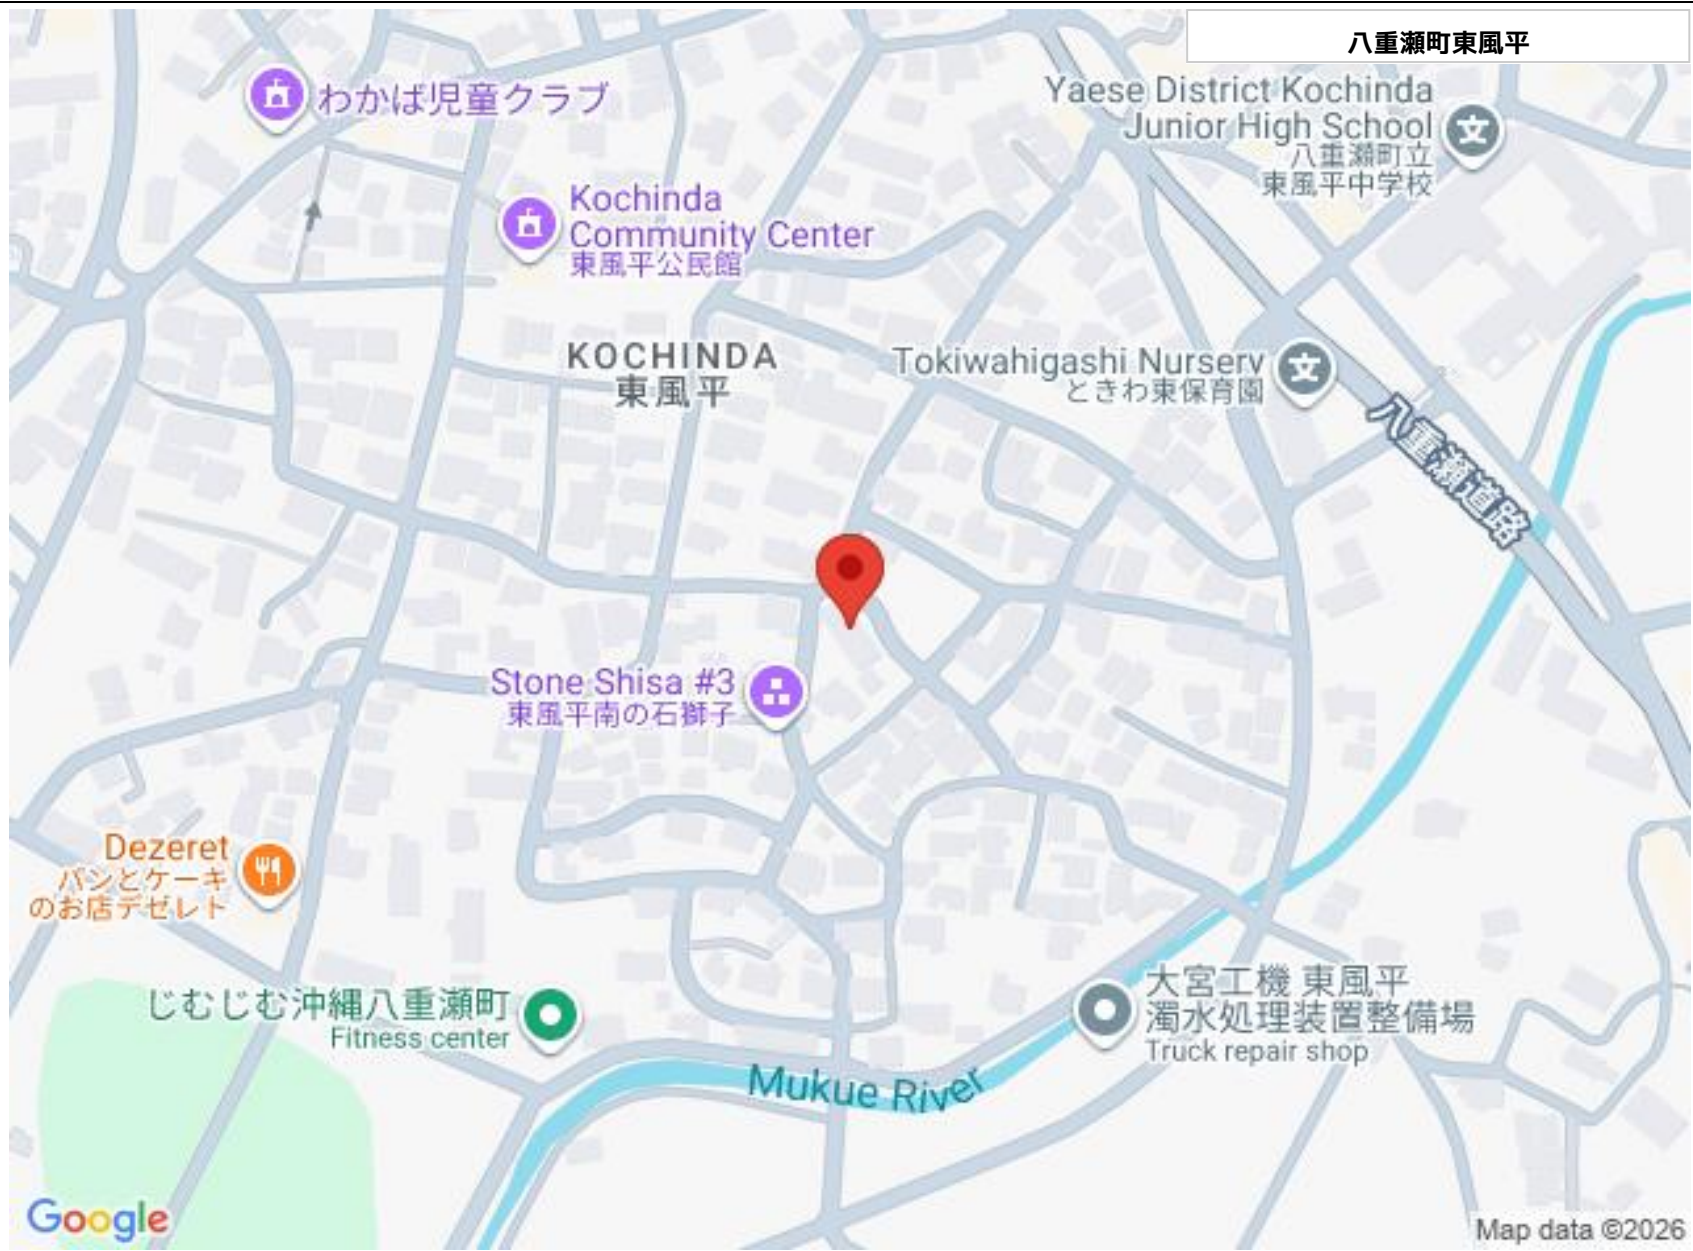 八重瀬町東風平
わかば児童クラブ
Yaese District Kochinda
Junior High School
八重瀬町立
東風平中学校
Kochinda
Community Center
東風平公民館
KOCHINDA
東風平
Tokiwahigashi Nurserv
ときわ東保育園
八重瀬道路
Stone Shisa #3
東風平南の石獅子
Dezeret
パンとケーキ
のお店デゼレト
じむじむ沖縄八重瀬町
Fitness center
大宮工機 東風平
濁水処理装置整備場
Truck repair shop
Mukue River
Google
Map data ©2026